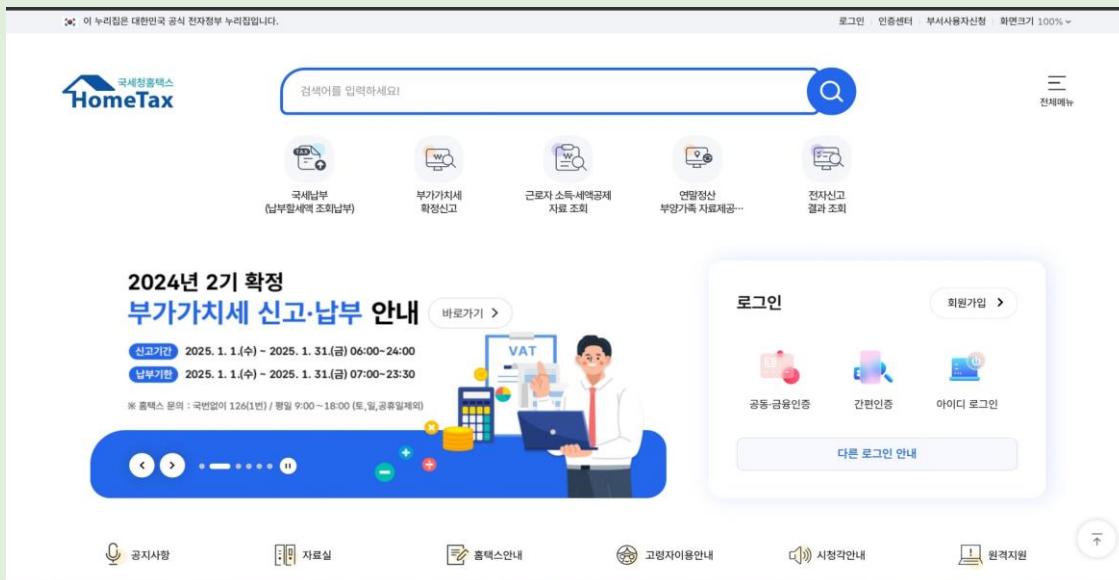 이 누리집은 대한민국 공식 전자정부 누리집입니다.
로그인 인증센터 부서사용자신청 화면크기 100%
국세청홈택스
HomeTax
검색어를 입력하세요!
전체메뉴
TAX
국세납부
(납부할세액 조회납부)
부가가치세
확정신고
근로자 소득·세액공제
자료 조회
연말정산
부양가족 자료제공…
전자신고
결과 조회
2024년 2기 확정
부가가치세 신고·납부 안내
바로가기
신고기간 2025. 1. 1.(수) ~ 2025. 1. 31.(금) 06:00~24:00
납부기한 2025. 1. 1.(수) ~ 2025. 1. 31.(금) 07:00~23:30
※ 홈택스 문의 : 국번없이 126(1번) / 평일 9:00~18:00 (토,일,공휴일제외)
VAT
로그인
회원가입
공동·금융인증
간편인증
아이디 로그인
다른 로그인 안내
공지사항
자료실
홈택스안내
고령자이용안내
시청각안내
원격지원